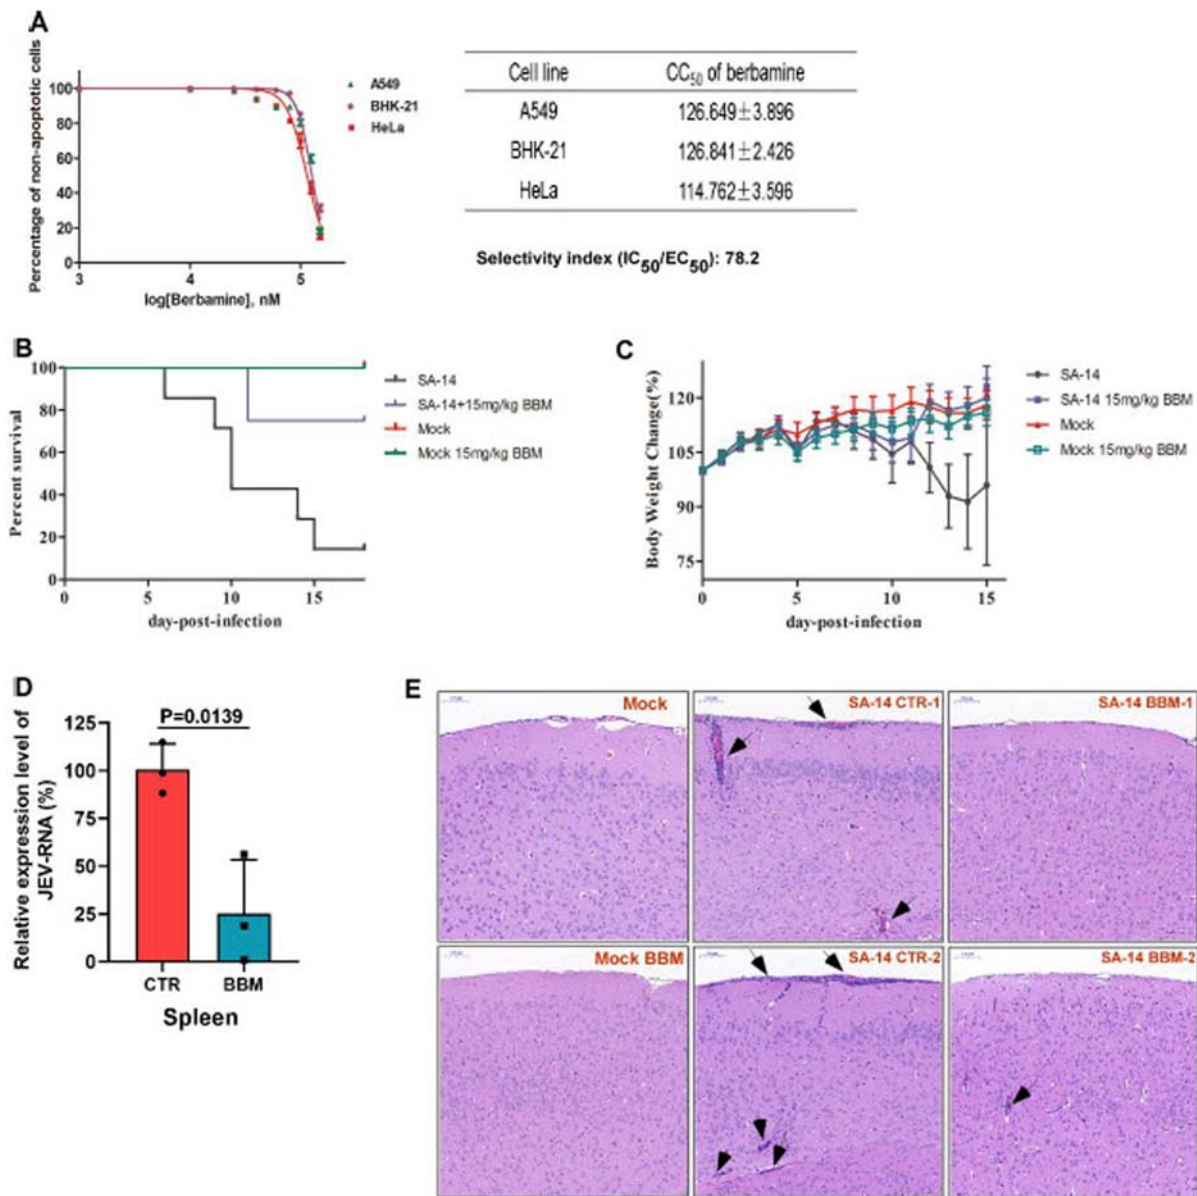 A
Percentage of non-apoptotic cells
100
80
60
40
20
0
3
4
5
log[Berbamine], nM
A549
BHK-21
HeLa
Cell line
CC50 of berbamine
A549
126.649±3.896
BHK-21
126.841±2.426
HeLa
114.762±3.596
Selectivity index (IC50/EC50): 78.2
B
Percent survival
100
80
60
40
20
0
0
5
10
15
day-post-infection
SA-14
SA-14+15mg/kg BBM
Mock
Mock 15mg/kg BBM
C
Body Weight Change(%)
120
105
90
75
0
5
10
15
day-post-infection
SA-14
SA-14 15mg/kg BBM
Mock
Mock 15mg/kg BBM
D
Relative expression level of
JEV-RNA (%)
125
100
75
50
25
0
P=0.0139
CTR
BBM
Spleen
E
Mock
SA-14 CTR-1
SA-14 BBM-1
Mock BBM
SA-14 CTR-2
SA-14 BBM-2